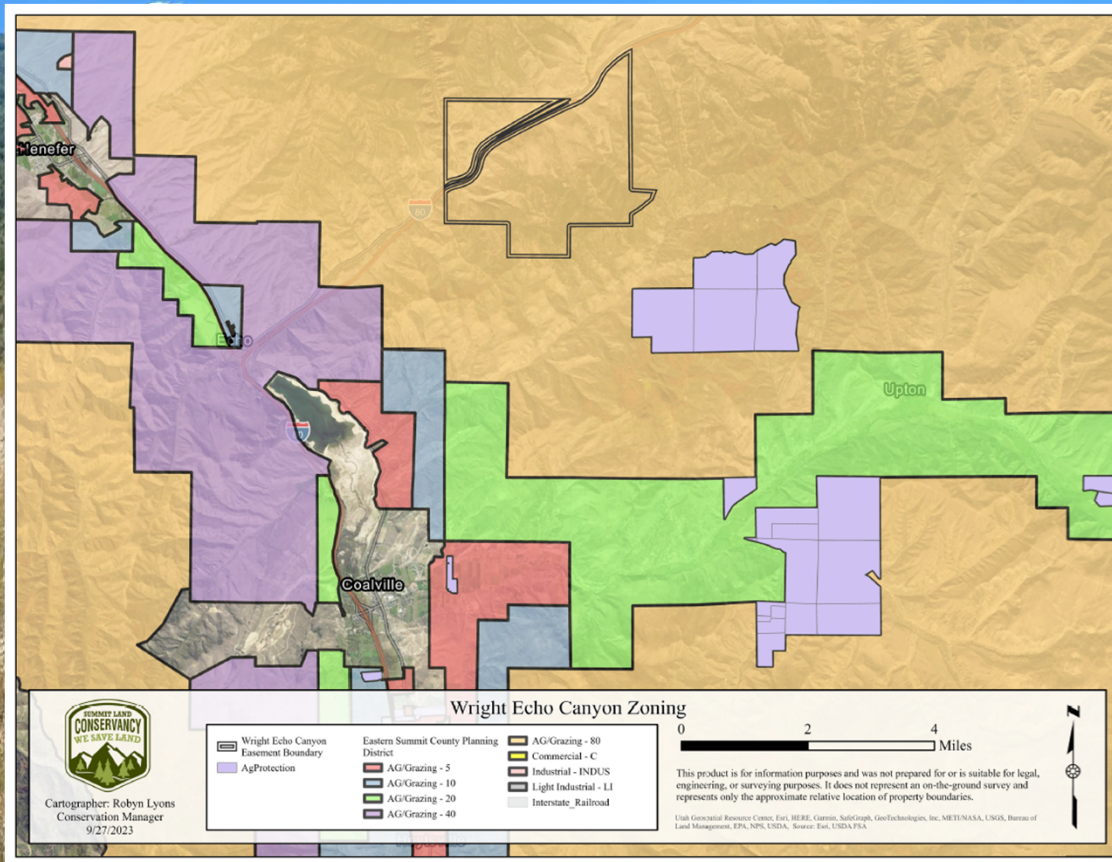 Henefer
80
Echo
Upton
Coalville
Wright Echo Canyon Zoning
SUMMIT LAND
CONSERVANCY
WE SAVE LAND
Cartographer: Robyn Lyons
Conservation Manager
9/27/2023
Wright Echo Canyon
Easement Boundary
AgProtection
Eastern Summit County Planning
District
AG/Grazing - 5
AG/Grazing - 10
AG/Grazing - 20
AG/Grazing - 40
AG/Grazing - 80
Commercial - C
Industrial - INDUS
Light Industrial - LI
Interstate_Railroad
0 2 4
Miles
N
This product is for information purposes and was not prepared for or is suitable for legal,
engineering, or surveying purposes. It does not represent an on-the-ground survey and
represents only the approximate relative location of property boundaries.
Utah Geospatial Resource Center, Esri, HERE, Garmin, SafeGraph, GeoTechnologies, Inc, METI/NASA, USGS, Bureau of
Land Management, EPA, NPS, USDA, Source: Esri, USDA FSA